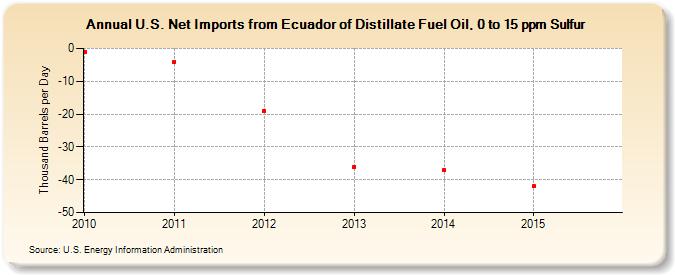 Annual U.S. Net Imports from Ecuador of Distillate Fuel Oil, 0 to 15 ppm Sulfur
Thousand Barrels per Day
0
-10
-20
-30
-40
-50
2010 2011 2012 2013 2014 2015
Source: U.S. Energy Information Administration